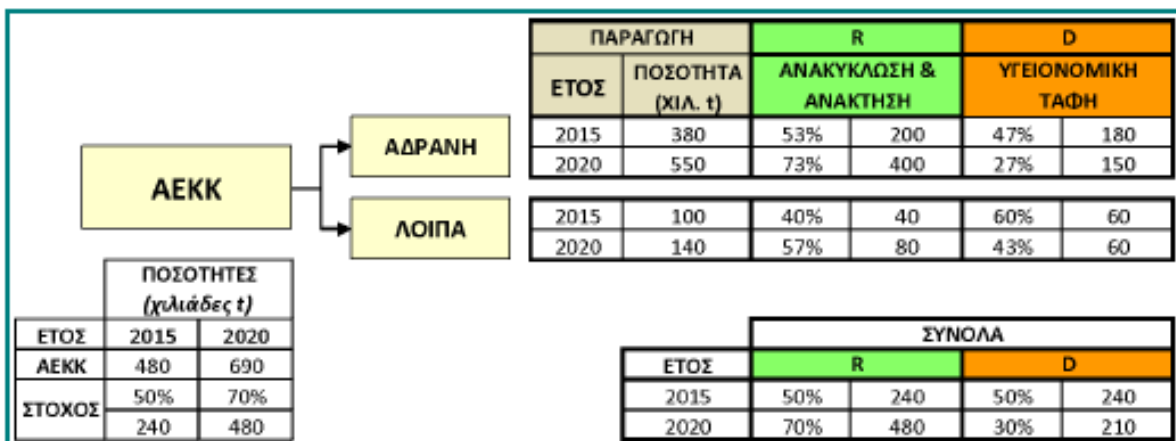 ΠΑΡΑΓΩΓΗ R D
ΕΤΟΣ ΠΟΣΟΤΗΤΑ (ΧΙΛ. t) ΑΝΑΚΥΚΛΩΣΗ & ΑΝΑΚΤΗΣΗ ΥΓΕΙΟΝΟΜΙΚΗ ΤΑΦΗ
ΑΕΚΚ
ΑΔΡΑΝΗ
2015 380 53% 200 47% 180
2020 550 73% 400 27% 150
ΛΟΙΠΑ
2015 100 40% 40 60% 60
2020 140 57% 80 43% 60
ΠΟΣΟΤΗΤΕΣ
(χιλιάδες t)
ΕΤΟΣ 2015 2020
ΑΕΚΚ 480 690
ΣΤΟΧΟΣ 50% 70%
240 480
ΣΥΝΟΛΑ
ΕΤΟΣ R D
2015 50% 240 50% 240
2020 70% 480 30% 210